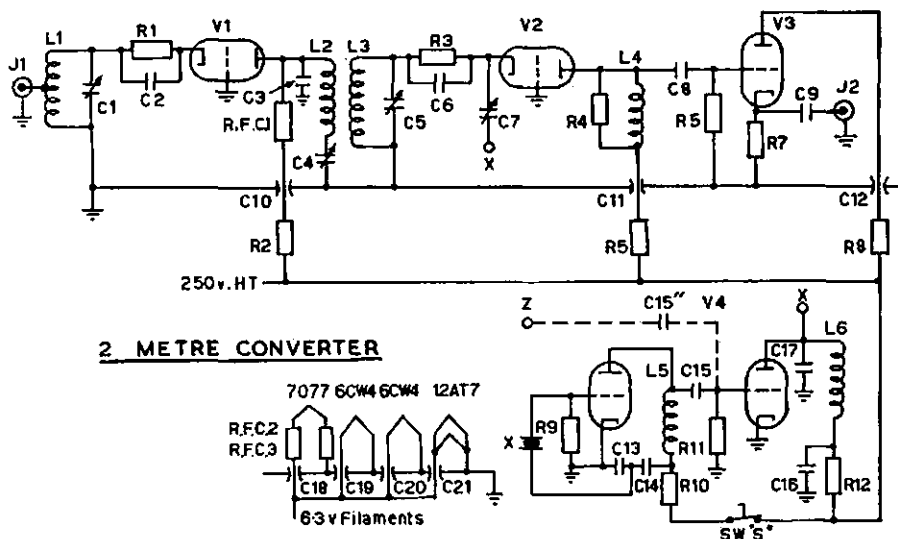 J1
L1
R1
C1
C2
V1
C3
R.F.C1
L2
C4
L3
R3
C5
C6
C7
X
V2
L4
R4
C8
R5
V3
C9
J2
R7
C10
C11
C12
R2
R5
R8
250v.HT
2 METRE CONVERTER
7077 6CW4 6CW4 12AT7
R.F.C.2
R.F.C.3
C18
C19
C20
C21
6·3v Filaments
Z
C15"
V4
X
L6
L5
C15
C17
X
R9
C13
C14
R11
R10
C16
R12
SW"S"